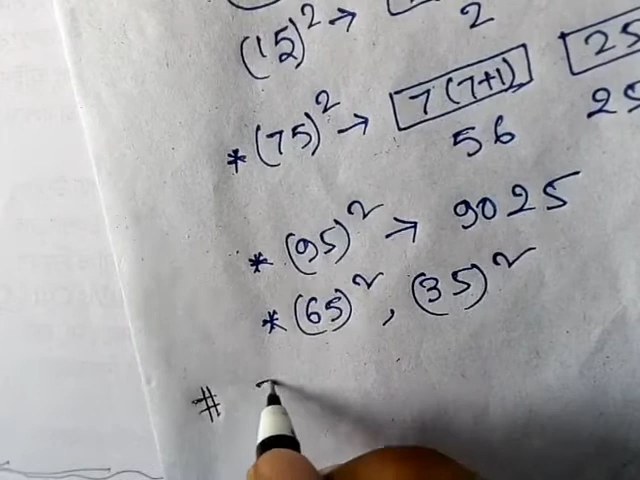 (15)² → 2
*(75)² → 7(7+1) 25
56 25
*(95)² → 9025
*(65)², (35)²
#